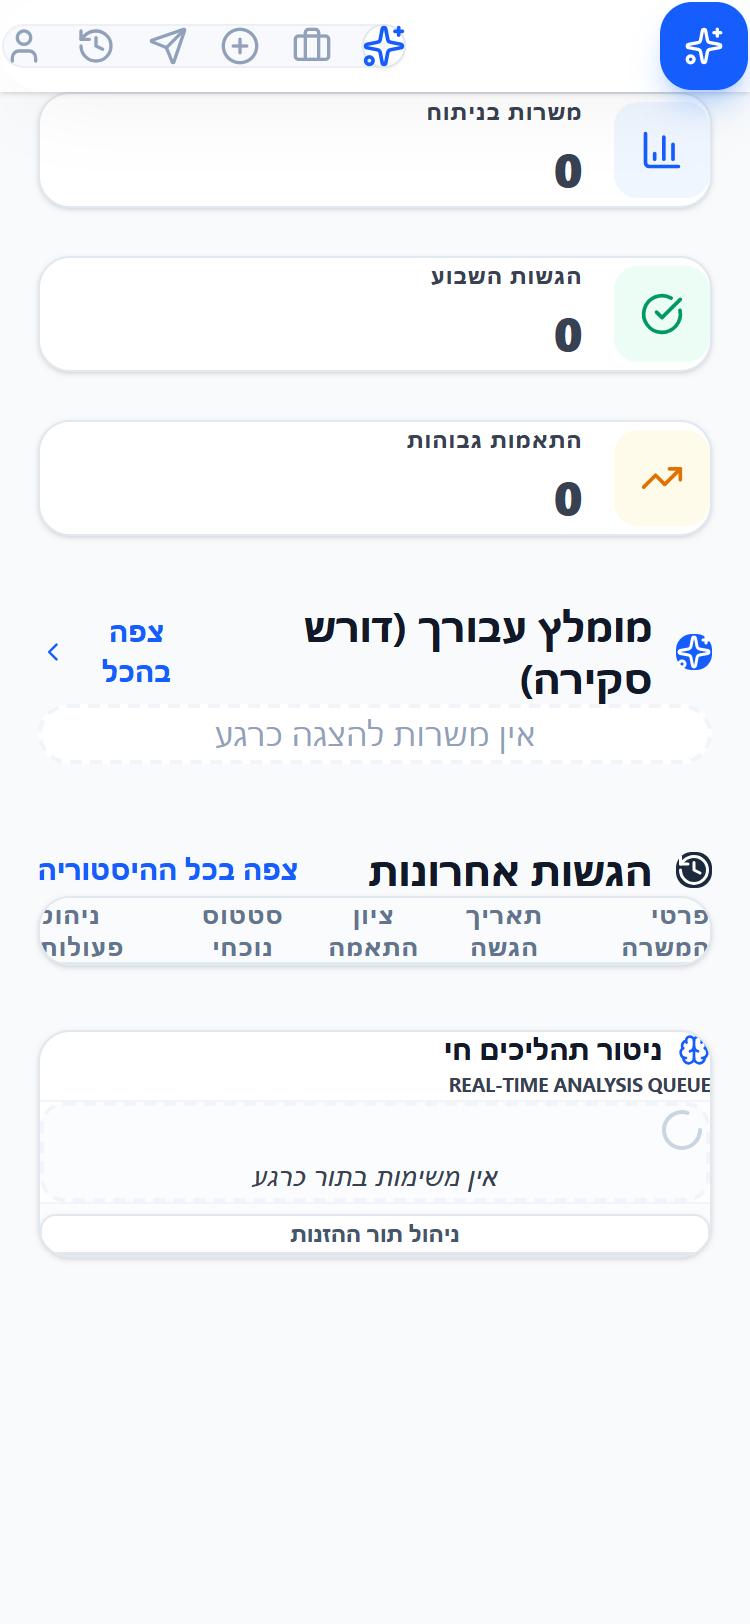 משרות בניתוח
0
הגשות השבוע
0
התאמות גבוהות
0
מומלץ עבורך (דורש
סקירה)
צפה
בהכל
אין משרות להצגה כרגע
הגשות אחרונות
צפה בכל ההיסטוריה
פרטי המשרה
תאריך הגשה
ציון התאמה
סטטוס נוכחי
ניהול פעולות
ניטור תהליכים חי
REAL-TIME ANALYSIS QUEUE
אין משימות בתור כרגע
ניהול תור ההזנות